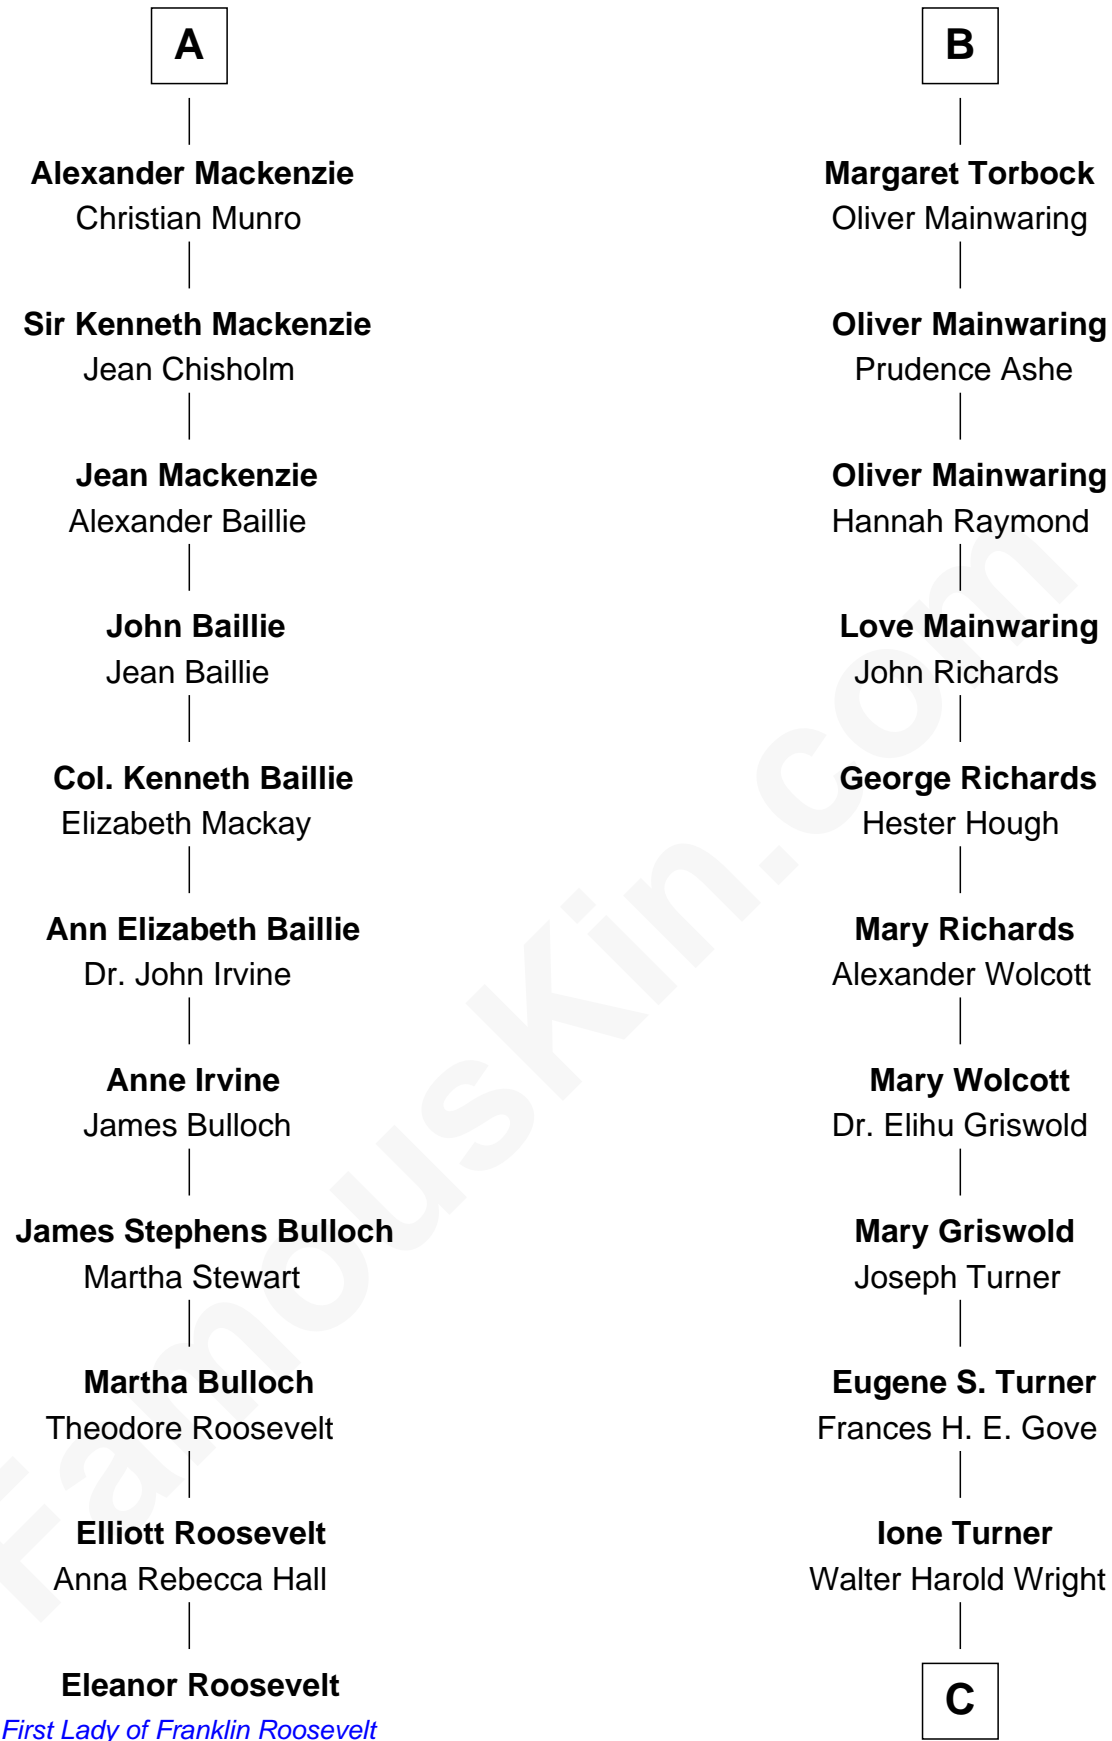 A
Alexander Mackenzie
Christian Munro
Sir Kenneth Mackenzie
Jean Chisholm
Jean Mackenzie
Alexander Baillie
John Baillie
Jean Baillie
Col. Kenneth Baillie
Elizabeth Mackay
Ann Elizabeth Baillie
Dr. John Irvine
Anne Irvine
James Bulloch
James Stephens Bulloch
Martha Stewart
Martha Bulloch
Theodore Roosevelt
Elliott Roosevelt
Anna Rebecca Hall
Eleanor Roosevelt
First Lady of Franklin Roosevelt
B
Margaret Torbock
Oliver Mainwaring
Oliver Mainwaring
Prudence Ashe
Oliver Mainwaring
Hannah Raymond
Love Mainwaring
John Richards
George Richards
Hester Hough
Mary Richards
Alexander Wolcott
Mary Wolcott
Dr. Elihu Griswold
Mary Griswold
Joseph Turner
Eugene S. Turner
Frances H. E. Gove
Ione Turner
Walter Harold Wright
C
FamousKin.com